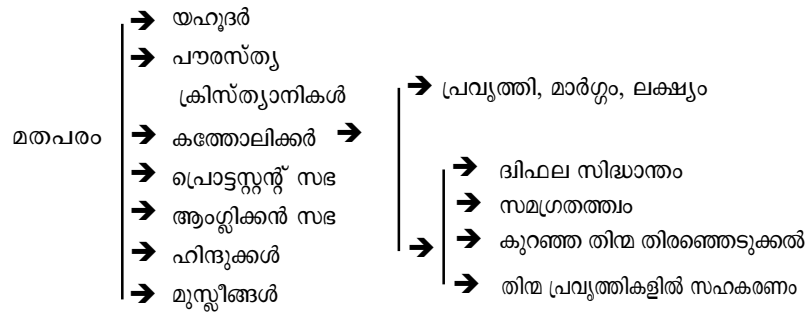 മതപരം
യഹൂദർ
പൗരസ്ത്യ
ക്രിസ്ത്യാനികൾ
കത്തോലിക്കർ
പ്രൊട്ടസ്റ്റന്റ് സഭ
ആംഗ്ലിക്കൻ സഭ
ഹിന്ദുക്കൾ
മുസ്ലീങ്ങൾ
പ്രവൃത്തി, മാർഗ്ഗം, ലക്ഷ്യം
ദ്വിഫല സിദ്ധാന്തം
സമഗ്രതത്ത്വം
കുറഞ്ഞ തിന്മ തിരഞ്ഞെടുക്കൽ
തിന്മ പ്രവൃത്തികളിൽ സഹകരണം